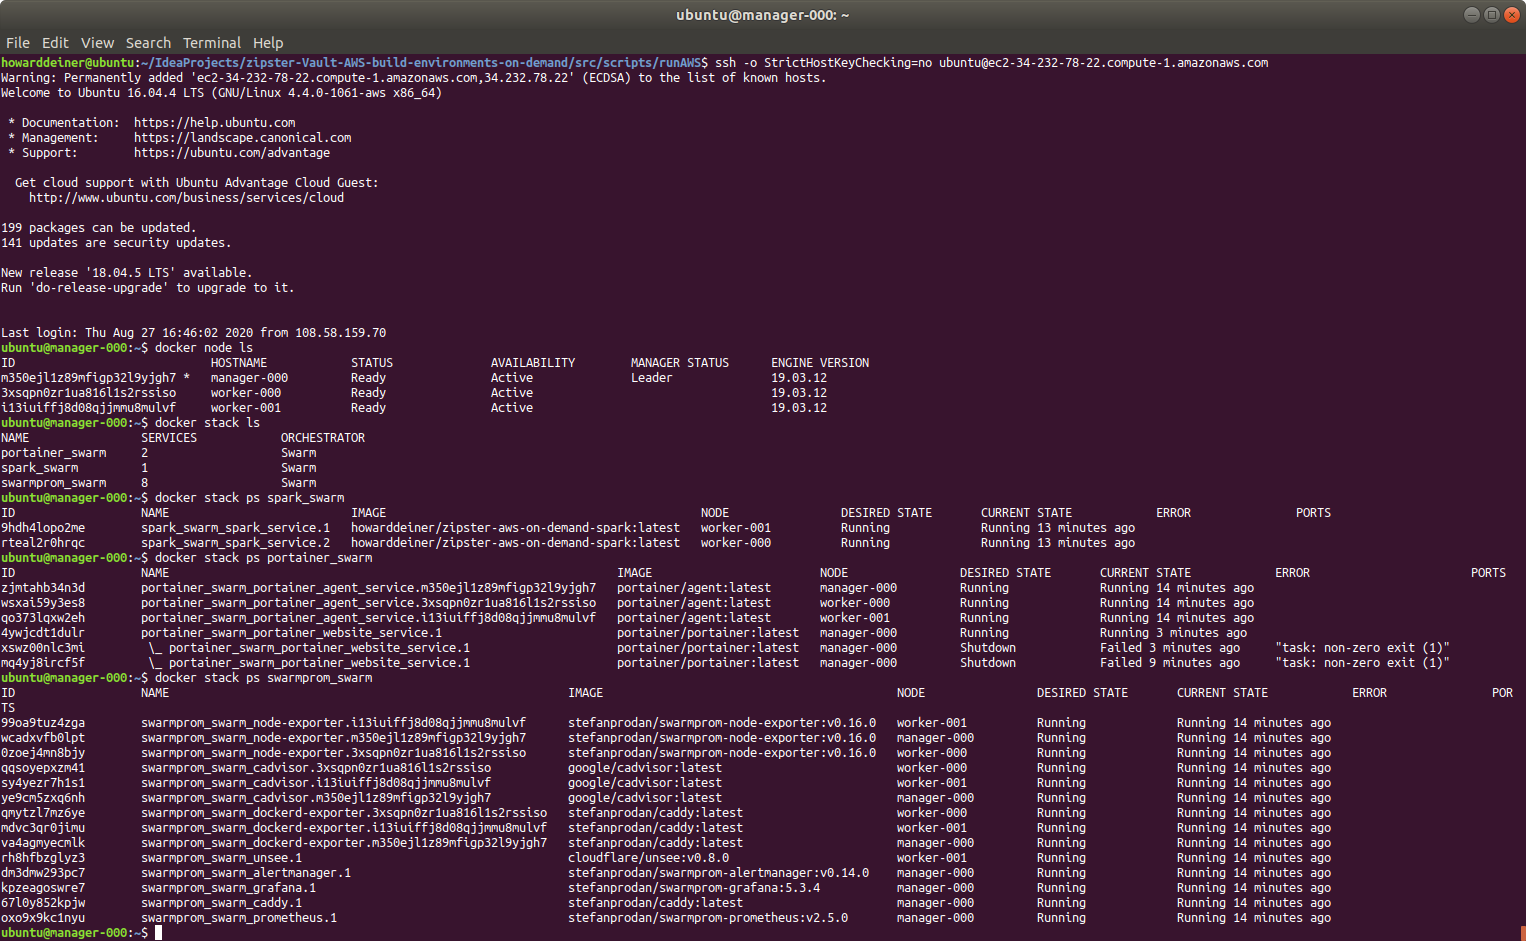 ubuntu@manager-000: ~
File Edit View Search Terminal Help
howarddeiner@ubuntu:~/IdeaProjects/zipster-Vault-AWS-build-environments-on-demand/src/scripts/runAWS$ ssh -o StrictHostKeyChecking=no ubuntu@ec2-34-232-78-22.compute-1.amazonaws.com
Warning: Permanently added 'ec2-34-232-78-22.compute-1.amazonaws.com,34.232.78.22' (ECDSA) to the list of known hosts.
Welcome to Ubuntu 16.04.4 LTS (GNU/Linux 4.4.0-1061-aws x86_64)
* Documentation:  https://help.ubuntu.com
* Management:     https://landscape.canonical.com
* Support:        https://ubuntu.com/advantage
Get cloud support with Ubuntu Advantage Cloud Guest:
http://www.ubuntu.com/business/services/cloud
199 packages can be updated.
141 updates are security updates.
New release '18.04.5 LTS' available.
Run 'do-release-upgrade' to upgrade to it.
Last login: Thu Aug 27 16:46:02 2020 from 108.58.159.70
ubuntu@manager-000:~$ docker node ls
ID HOSTNAME STATUS AVAILABILITY MANAGER STATUS ENGINE VERSION
m350ejl1z89mfigp32l9yjgh7 * manager-000 Ready Active Leader 19.03.12
3xsqpn0zr1ua816l1s2rssiso worker-000 Ready Active 19.03.12
i13iuiffj8d08qjjmmu8mulvf worker-001 Ready Active 19.03.12
ubuntu@manager-000:~$ docker stack ls
NAME SERVICES ORCHESTRATOR
portainer_swarm 2 Swarm
spark_swarm 1 Swarm
swarmprom_swarm 8 Swarm
ubuntu@manager-000:~$ docker stack ps spark_swarm
ID NAME IMAGE NODE DESIRED STATE CURRENT STATE ERROR PORTS
9hdh4lopo2me spark_swarm_spark_service.1 howarddeiner/zipster-aws-on-demand-spark:latest worker-001 Running Running 13 minutes ago
rteal2r0hrqc spark_swarm_spark_service.2 howarddeiner/zipster-aws-on-demand-spark:latest worker-000 Running Running 13 minutes ago
ubuntu@manager-000:~$ docker stack ps portainer_swarm
ID NAME IMAGE NODE DESIRED STATE CURRENT STATE ERROR PORTS
zjmtahb34n3d portainer_swarm_portainer_agent_service.m350ejl1z89mfigp32l9yjgh7 portainer/agent:latest manager-000 Running Running 14 minutes ago
wsxai59y3es8 portainer_swarm_portainer_agent_service.3xsqpn0zr1ua816l1s2rssiso portainer/agent:latest worker-000 Running Running 14 minutes ago
qo373lqxw2eh portainer_swarm_portainer_agent_service.i13iuiffj8d08qjjmmu8mulvf portainer/agent:latest worker-001 Running Running 14 minutes ago
4ywjcdt1dulr portainer_swarm_portainer_website_service.1 portainer/portainer:latest manager-000 Running Running 3 minutes ago
xswz00nlc3mi \_ portainer_swarm_portainer_website_service.1 portainer/portainer:latest manager-000 Shutdown Failed 3 minutes ago "task: non-zero exit (1)"
mq4yj8ircf5f \_ portainer_swarm_portainer_website_service.1 portainer/portainer:latest manager-000 Shutdown Failed 9 minutes ago "task: non-zero exit (1)"
ubuntu@manager-000:~$ docker stack ps swarmprom_swarm
ID NAME IMAGE NODE DESIRED STATE CURRENT STATE ERROR POR
TS
99oa9tuz4zga swarmprom_swarm_node-exporter.i13iuiffj8d08qjjmmu8mulvf stefanprodan/swarmprom-node-exporter:v0.16.0 worker-001 Running Running 14 minutes ago
wcadxvfb0lpt swarmprom_swarm_node-exporter.m350ejl1z89mfigp32l9yjgh7 stefanprodan/swarmprom-node-exporter:v0.16.0 manager-000 Running Running 14 minutes ago
0zoej4mn8bjy swarmprom_swarm_node-exporter.3xsqpn0zr1ua816l1s2rssiso stefanprodan/swarmprom-node-exporter:v0.16.0 worker-000 Running Running 14 minutes ago
qqsoyepxzm41 swarmprom_swarm_cadvisor.3xsqpn0zr1ua816l1s2rssiso google/cadvisor:latest worker-000 Running Running 14 minutes ago
sy4yezr7h1s1 swarmprom_swarm_cadvisor.i13iuiffj8d08qjjmmu8mulvf google/cadvisor:latest worker-001 Running Running 14 minutes ago
ye9cm5zxq6nh swarmprom_swarm_cadvisor.m350ejl1z89mfigp32l9yjgh7 google/cadvisor:latest manager-000 Running Running 14 minutes ago
qmytzl7mz6ye swarmprom_swarm_dockerd-exporter.3xsqpn0zr1ua816l1s2rssiso stefanprodan/caddy:latest worker-000 Running Running 14 minutes ago
mdvc3qr0jimu swarmprom_swarm_dockerd-exporter.i13iuiffj8d08qjjmmu8mulvf stefanprodan/caddy:latest worker-001 Running Running 14 minutes ago
va4agmyecmlk swarmprom_swarm_dockerd-exporter.m350ejl1z89mfigp32l9yjgh7 stefanprodan/caddy:latest manager-000 Running Running 14 minutes ago
rh8hfbzglyz3 swarmprom_swarm_unsee.1 cloudflare/unsee:v0.8.0 worker-001 Running Running 14 minutes ago
dm3dmw293pc7 swarmprom_swarm_alertmanager.1 stefanprodan/swarmprom-alertmanager:v0.14.0 manager-000 Running Running 14 minutes ago
kpzeagoswre7 swarmprom_swarm_grafana.1 stefanprodan/swarmprom-grafana:5.3.4 manager-000 Running Running 14 minutes ago
67l0y852kpjw swarmprom_swarm_caddy.1 stefanprodan/caddy:latest manager-000 Running Running 14 minutes ago
oxo9x9kc1nyu swarmprom_swarm_prometheus.1 stefanprodan/swarmprom-prometheus:v2.5.0 manager-000 Running Running 14 minutes ago
ubuntu@manager-000:~$